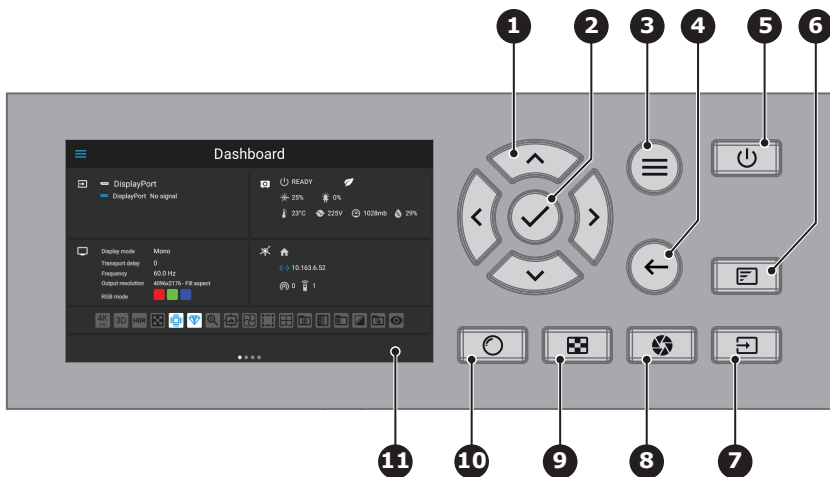 1 2 3 4 5 6
Dashboard
DisplayPort
DisplayPort No signal
READY
25% 0%
23°C 225V 1028mb 29%
Display mode Mono
Transport delay 0
Frequency 60.0 Hz
Output resolution 4096x2176 - Fill aspect
RGB mode
10.163.6.52
0 1
4K 3D HDR
11 10 9 8 7